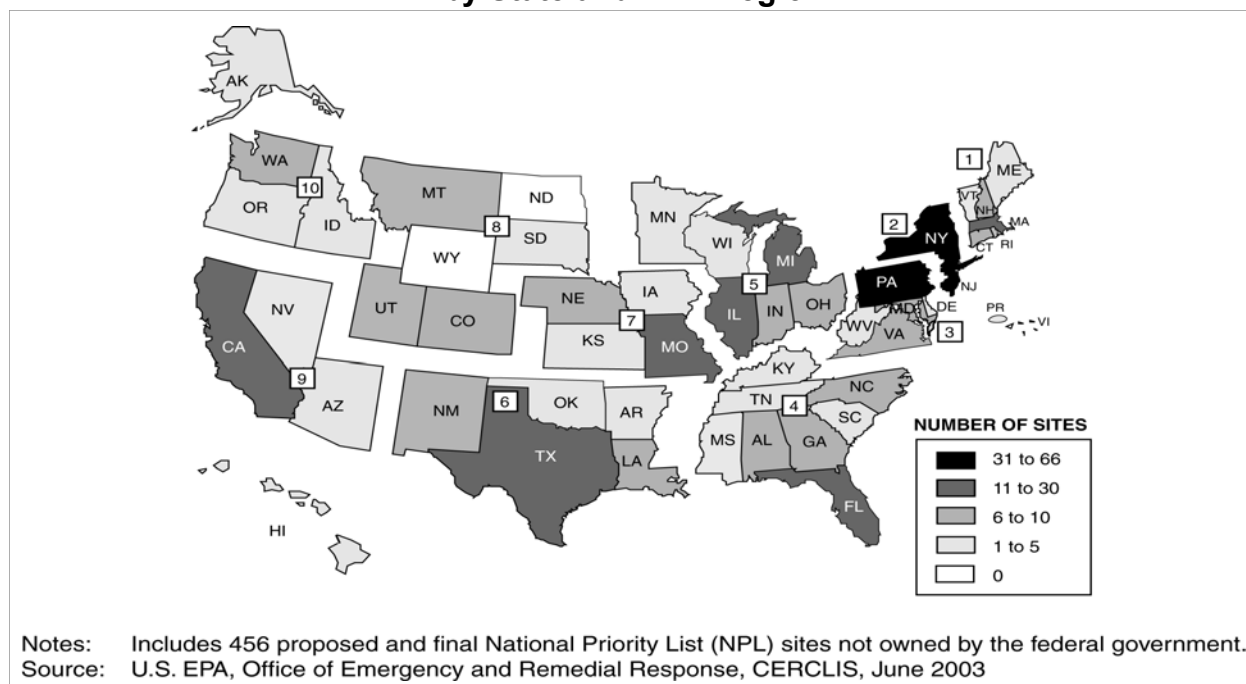 by State and EPA Region
AK
WA
10
OR
ID
MT
ND
8
SD
WY
MN
WI
MI
1
ME
VT
NH
MA
CT
RI
2
NY
PA
NJ
NV
CA
UT
CO
NE
IA
7
KS
MO
5
IL
IN
OH
WV
MD
DE
VA
3
PR
VI
9
AZ
NM
6
OK
TX
AR
LA
KY
TN
4
NC
SC
MS
AL
GA
FL
HI
NUMBER OF SITES
31 to 66
11 to 30
6 to 10
1 to 5
0
Notes: Includes 456 proposed and final National Priority List (NPL) sites not owned by the federal government.
Source: U.S. EPA, Office of Emergency and Remedial Response, CERCLIS, June 2003